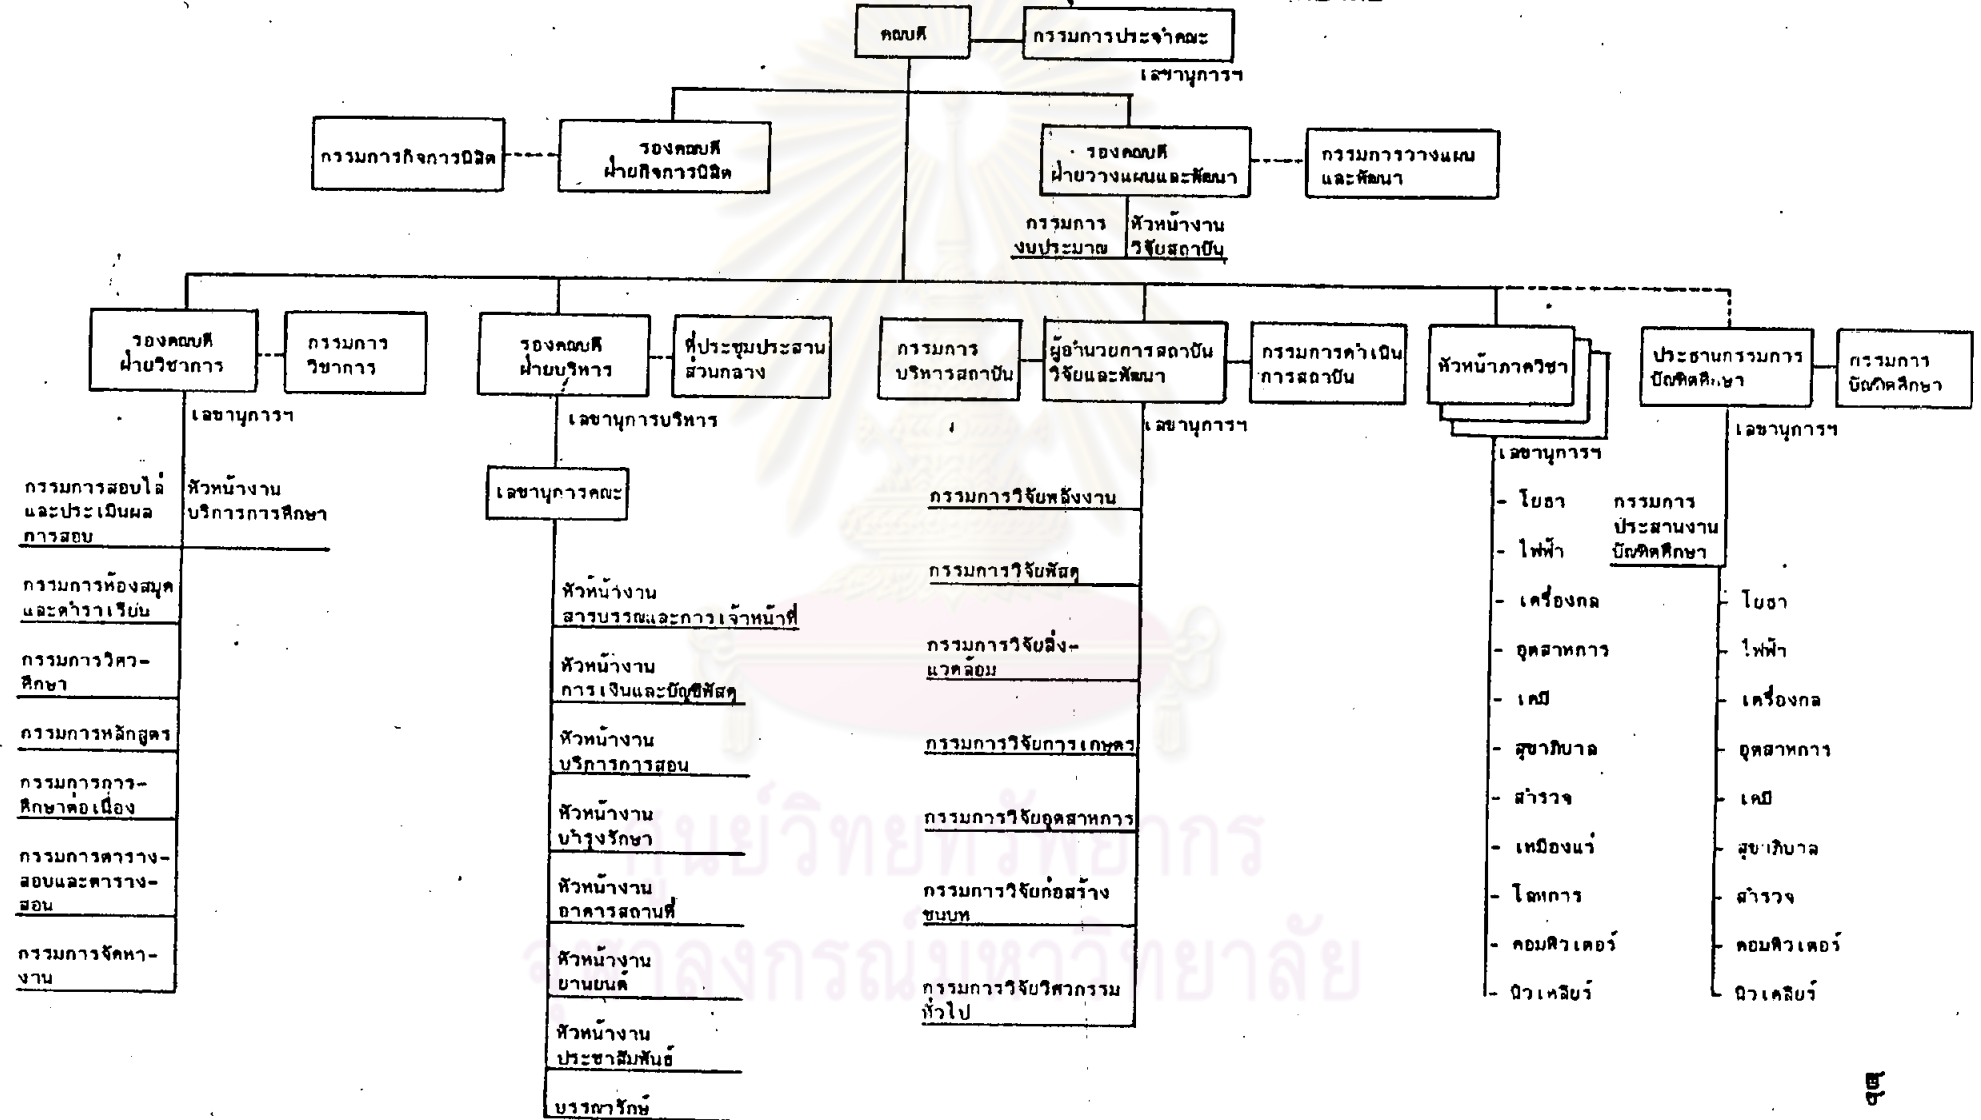 คณบดี
กรรมการประจำคณะ
เลขานุการฯ
กรรมการกิจการนิสิต
รองคณบดี
ฝ่ายกิจการนิสิต
รองคณบดี
ฝ่ายวางแผนและพัฒนา
กรรมการวางแผน
และพัฒนา
กรรมการ
งบประมาณ
หัวหน้างาน
วิจัยสถาบัน
รองคณบดี
ฝ่ายวิชาการ
กรรมการ
วิชาการ
รองคณบดี
ฝ่ายบริหาร
ที่ประชุมประสาน
ส่วนกลาง
กรรมการ
บริหารสถาบัน
ผู้อำนวยการสถาบัน
วิจัยและพัฒนา
กรรมการดำเนิน
การสถาบัน
หัวหน้าภาควิชา
ประธานกรรมการ
บัณฑิตศึกษา
กรรมการ
บัณฑิตศึกษา
เลขานุการฯ
เลขานุการบริหาร
เลขานุการฯ
เลขานุการฯ
เลขานุการฯ
กรรมการสอบไล่
และประเมินผล
การสอบ
หัวหน้างาน
บริการการศึกษา
กรรมการห้องสมุด
และตำราเรียน
กรรมการวิศว-
ศึกษา
กรรมการหลักสูตร
กรรมการการ-
ศึกษาต่อเนื่อง
กรรมการตาราง-
สอบและตาราง-
สอน
กรรมการจัดหา-
งาน
เลขานุการคณะ
หัวหน้างาน
สารบรรณและการเจ้าหน้าที่
หัวหน้างาน
การเงินและบัญชีพัสดุ
หัวหน้างาน
บริการการสอน
หัวหน้างาน
บำรุงรักษา
หัวหน้างาน
อาคารสถานที่
หัวหน้างาน
ยานยนต์
หัวหน้างาน
ประชาสัมพันธ์
บรรณารักษ์
กรรมการวิจัยพลังงาน
กรรมการวิจัยพัสดุ
กรรมการวิจัยสิ่ง-
แวดล้อม
กรรมการวิจัยการเกษตร
กรรมการวิจัยอุตสาหการ
กรรมการวิจัยก่อสร้าง
ชนบท
กรรมการวิจัยวิศวกรรม
ทั่วไป
- โยธา
- ไฟฟ้า
- เครื่องกล
- อุตสาหการ
- เคมี
- สุขาภิบาล
- สำรวจ
- เหมืองแร่
- โลหการ
- คอมพิวเตอร์
- นิวเคลียร์
กรรมการ
ประสานงาน
บัณฑิตศึกษา
- โยธา
- ไฟฟ้า
- เครื่องกล
- อุตสาหการ
- เคมี
- สุขาภิบาล
- สำรวจ
- คอมพิวเตอร์
- นิวเคลียร์
ศูนย์วิทยทรัพยากร
จุฬาลงกรณ์มหาวิทยาลัย